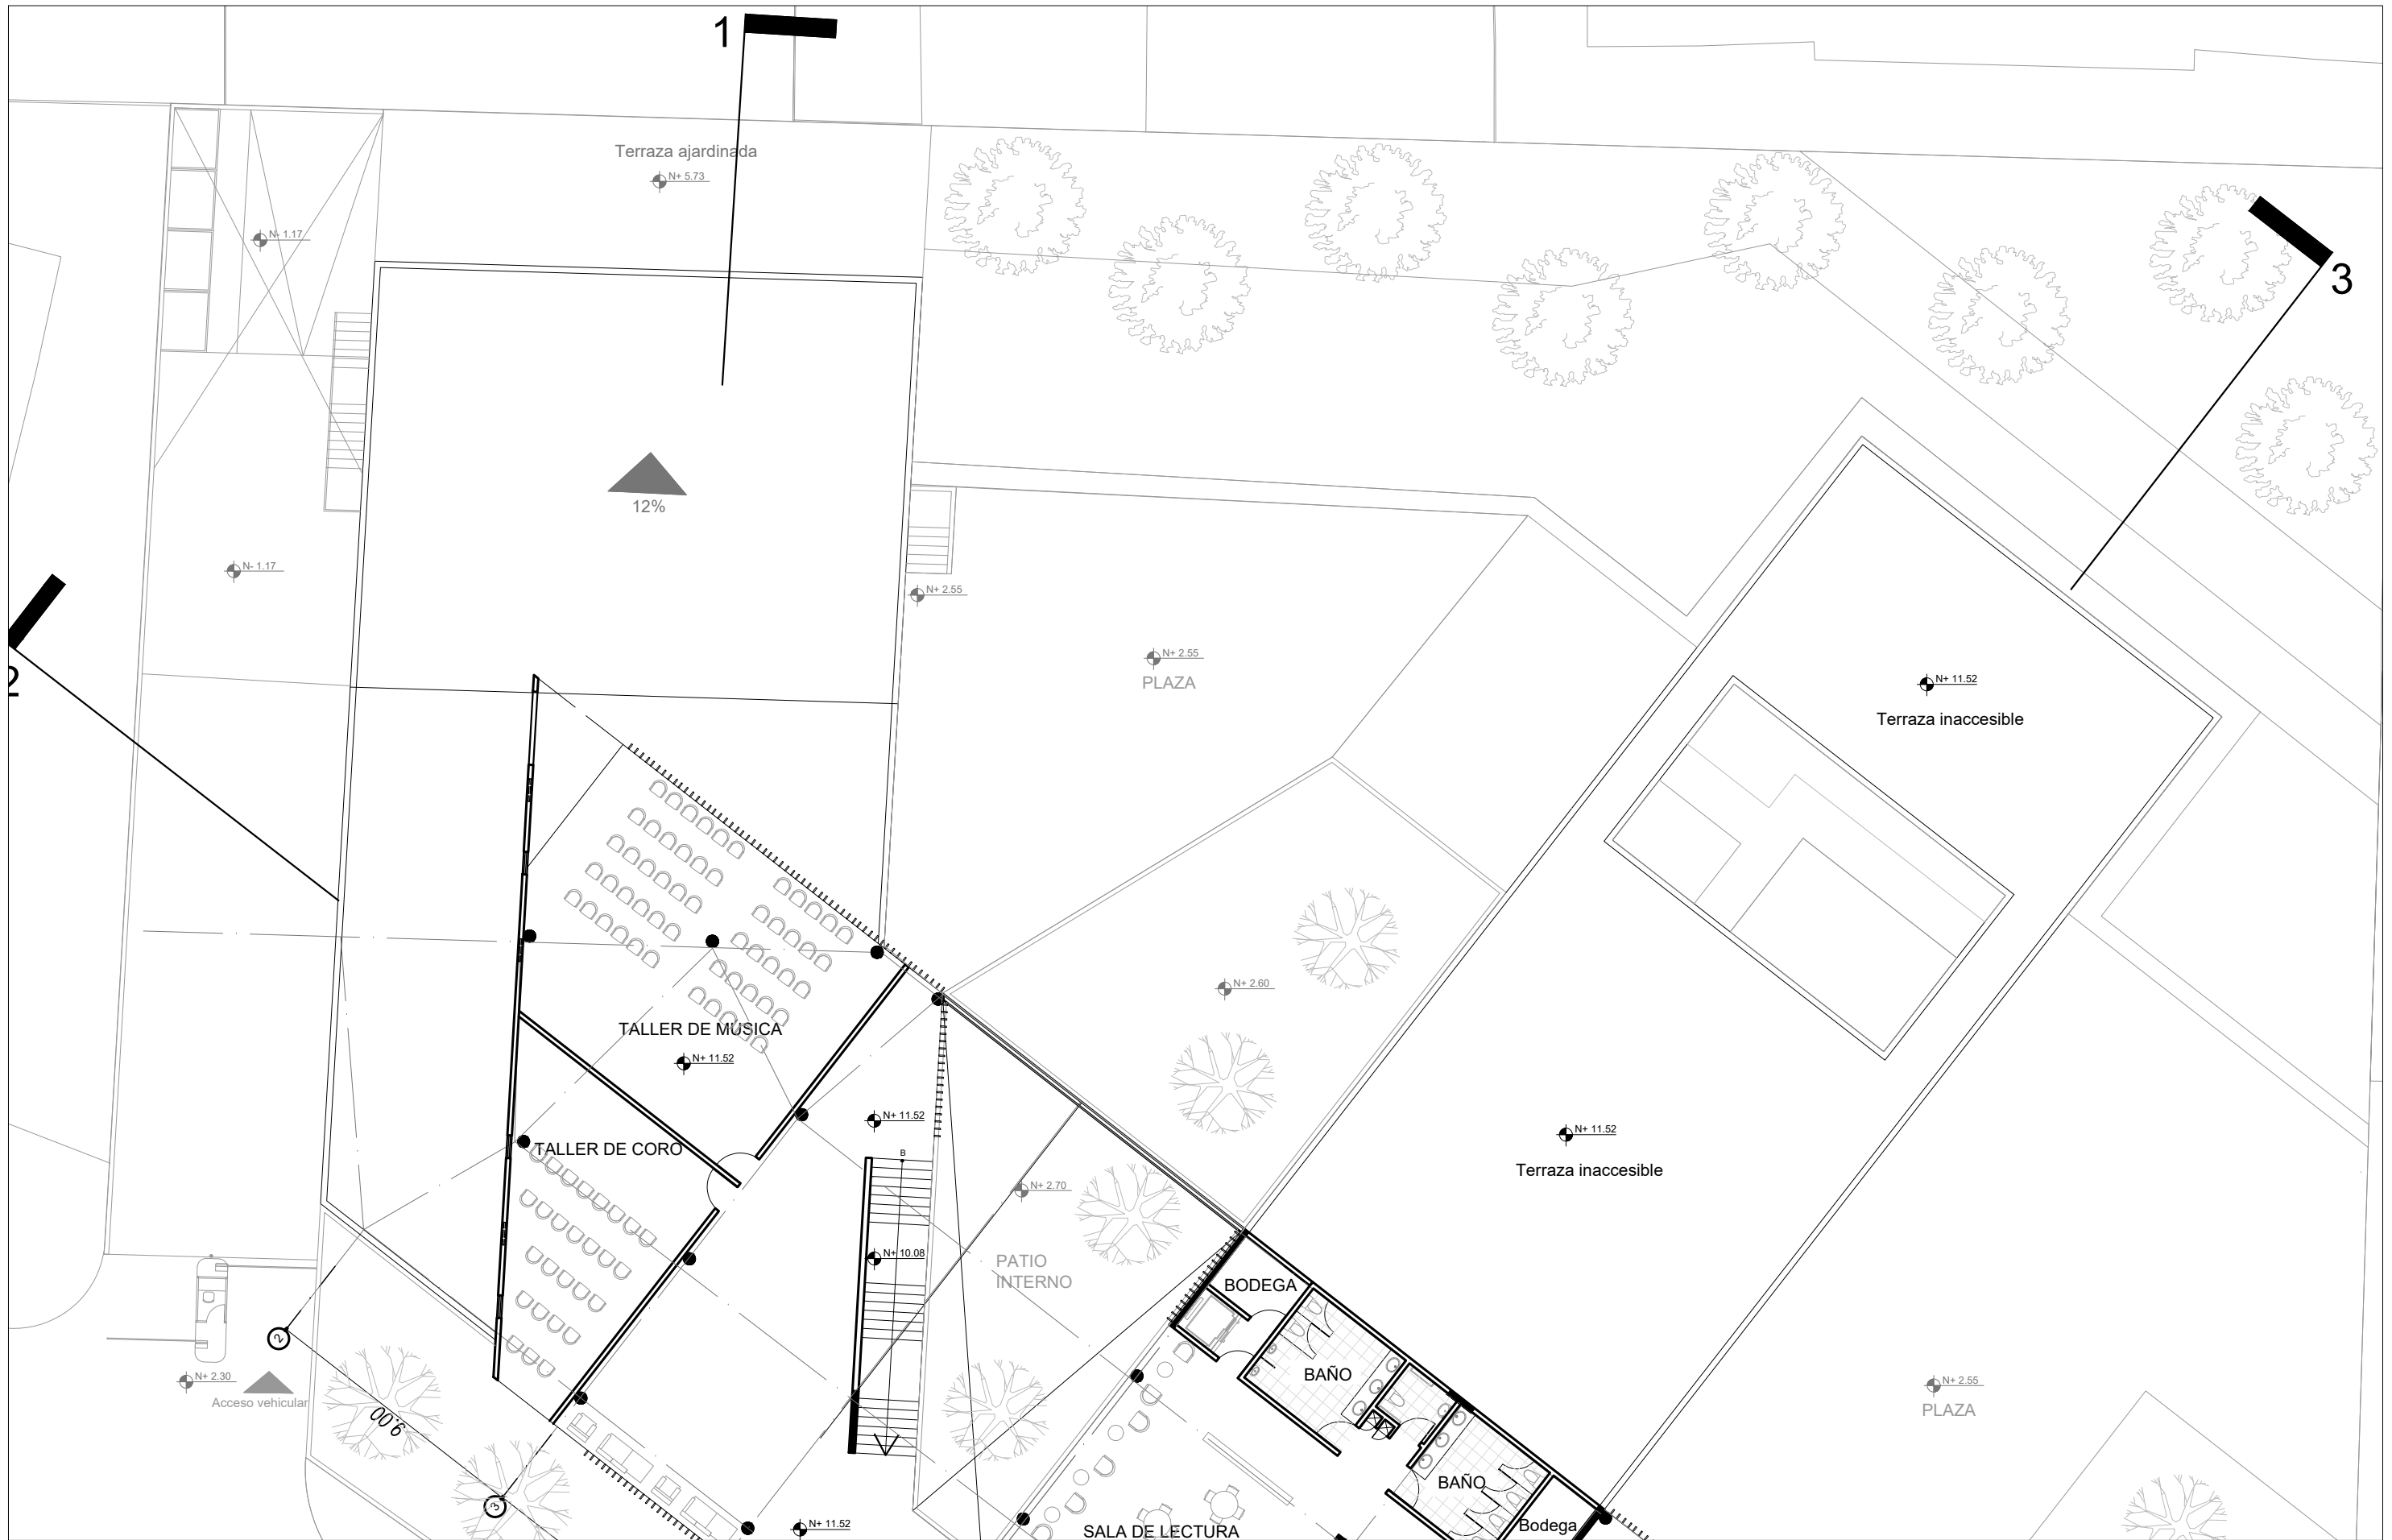 1
Terraza ajardinada
N+ 5.73
N- 1.17
3
12%
N- 1.17
N+ 2.55
N+ 2.55
PLAZA
2
N+ 11.52
Terraza inaccesible
N+ 2.60
TALLER DE MÚSICA
N+ 11.52
N+ 11.52
N+ 11.52
Terraza inaccesible
TALLER DE CORO
B
N+ 2.70
N+ 10.08
PATIO
INTERNO
BODEGA
2
N+ 2.30
Acceso vehicular
9.00
BAÑO
N+ 2.55
PLAZA
BAÑO
3
N+ 11.52
SALA DE LECTURA
Bodega